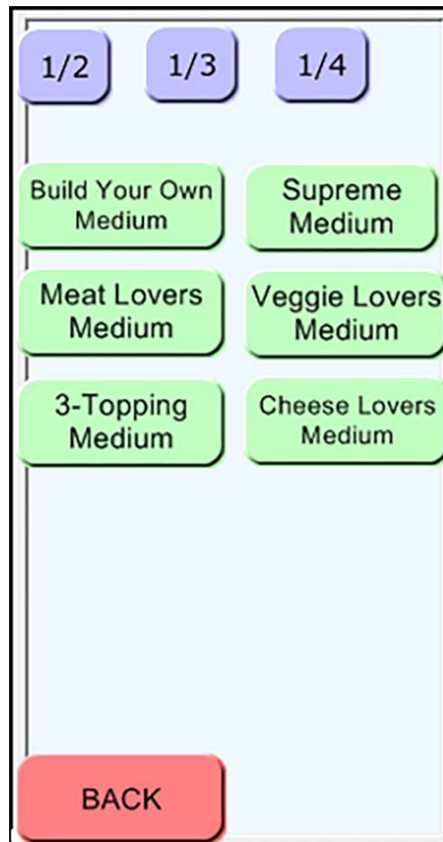 1/2 1/3 1/4
Build Your Own
Medium
Supreme
Medium
Meat Lovers
Medium
Veggie Lovers
Medium
3-Topping
Medium
Cheese Lovers
Medium
BACK